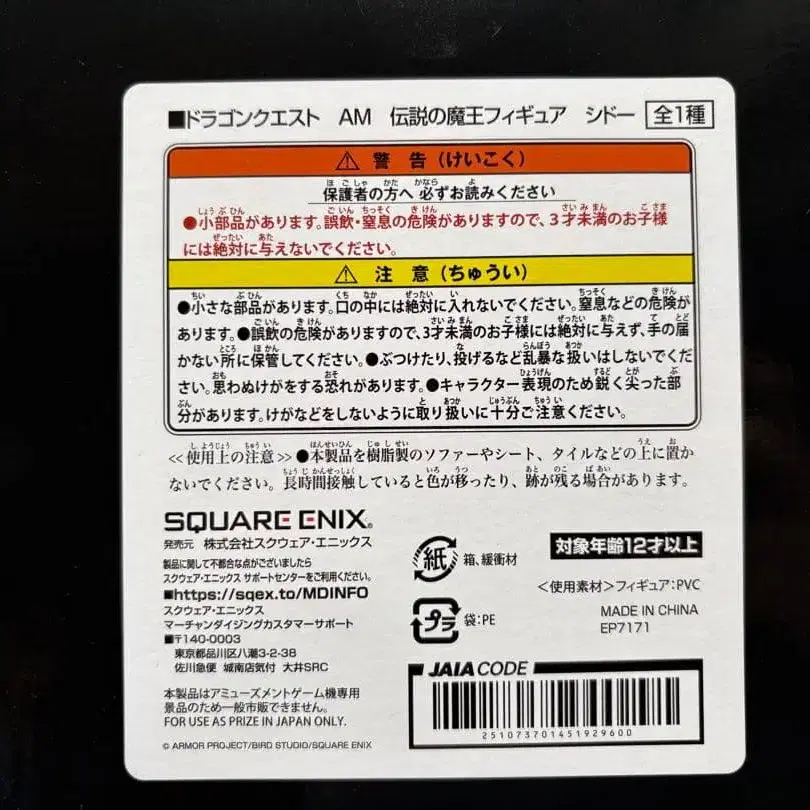 ■ドラゴンクエスト AM 伝説の魔王フィギュア シドー 全1種
⚠ 警 告(けいこく)
保護者の方へ 必ずお読みください
●小部品があります。誤飲・窒息の危険がありますので、3才未満のお子様
には絶対に与えないでください。
⚠ 注 意(ちゅうい)
●小さな部品があります。口の中には絶対に入れないでください。窒息などの危険が
あります。●誤飲の危険がありますので、3才未満のお子様には絶対に与えず、手の届
かない所に保管してください。●ぶつけたり、投げるなど乱暴な扱いはしないでくだ
さい。思わぬけがをする恐れがあります。●キャラクター表現のため鋭く尖った部
分があります。けがなどをしないように取り扱いに十分ご注意ください。
≪使用上の注意≫●本製品を樹脂製のソファーやシート、タイルなどの上に置か
ないでください。長時間接触していると色が移ったり、跡が残る場合があります。
SQUARE ENIX®
発売元 株式会社スクウェア・エニックス
製品に関して不都合な点がございましたら
スクウェア・エニックス サポートセンターをご利用ください。
■https://sqex.to/MDINFO
スクウェア・エニックス
マーチャンダイジングカスタマーサポート
■〒140-0003
東京都品川区八潮3-2-38
佐川急便 城南店気付 大井SRC
本製品はアミューズメントゲーム機専用
景品のため一般市販できません。
FOR USE AS PRIZE IN JAPAN ONLY.
© ARMOR PROJECT/BIRD STUDIO/SQUARE ENIX
紙 箱、緩衝材
プラ 袋:PE
対象年齢12才以上
<使用素材>フィギュア:PVC
MADE IN CHINA
EP7171
JAIA CODE
2510737014519296​00